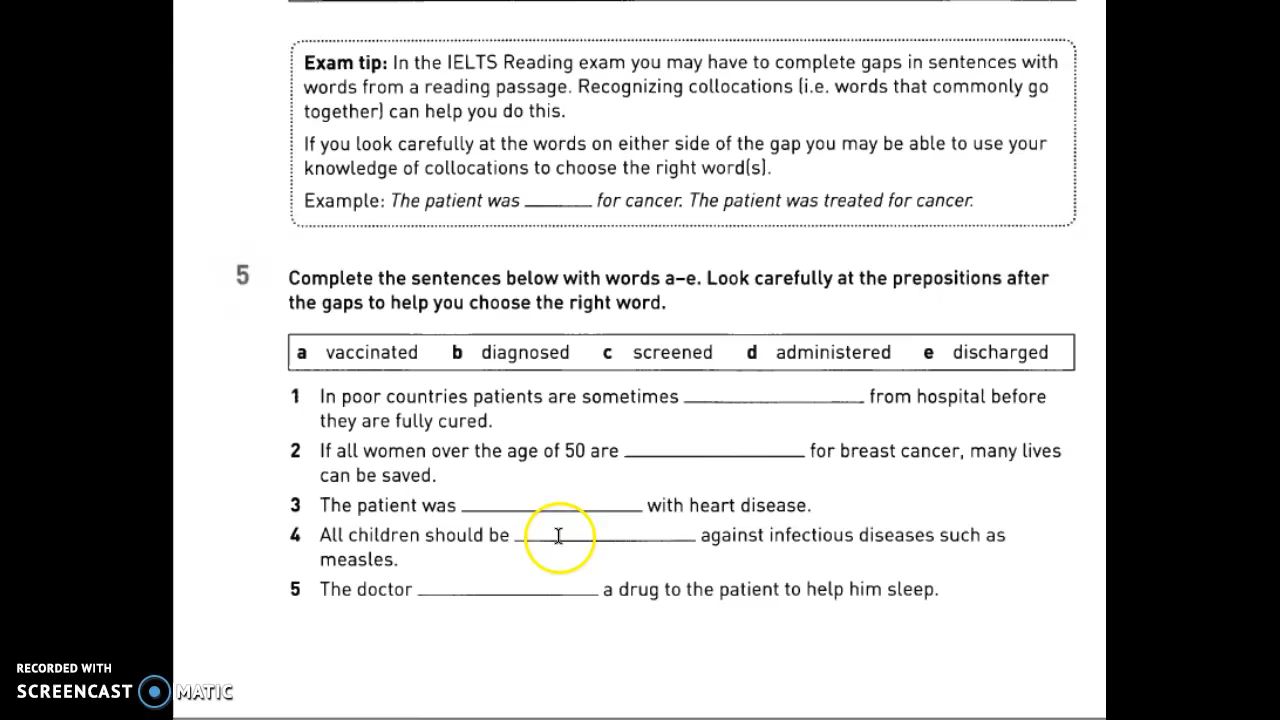 Exam tip: In the IELTS Reading exam you may have to complete gaps in sentences with
words from a reading passage. Recognizing collocations (i.e. words that commonly go
together) can help you do this.
If you look carefully at the words on either side of the gap you may be able to use your
knowledge of collocations to choose the right word(s).
Example: The patient was ______ for cancer. The patient was treated for cancer.
5 Complete the sentences below with words a–e. Look carefully at the prepositions after
the gaps to help you choose the right word.
a vaccinated b diagnosed c screened d administered e discharged
1 In poor countries patients are sometimes ________________ from hospital before
they are fully cured.
2 If all women over the age of 50 are ________________ for breast cancer, many lives
can be saved.
3 The patient was ________________ with heart disease.
4 All children should be ________________ against infectious diseases such as
measles.
5 The doctor ________________ a drug to the patient to help him sleep.
RECORDED WITH
SCREENCAST MATIC